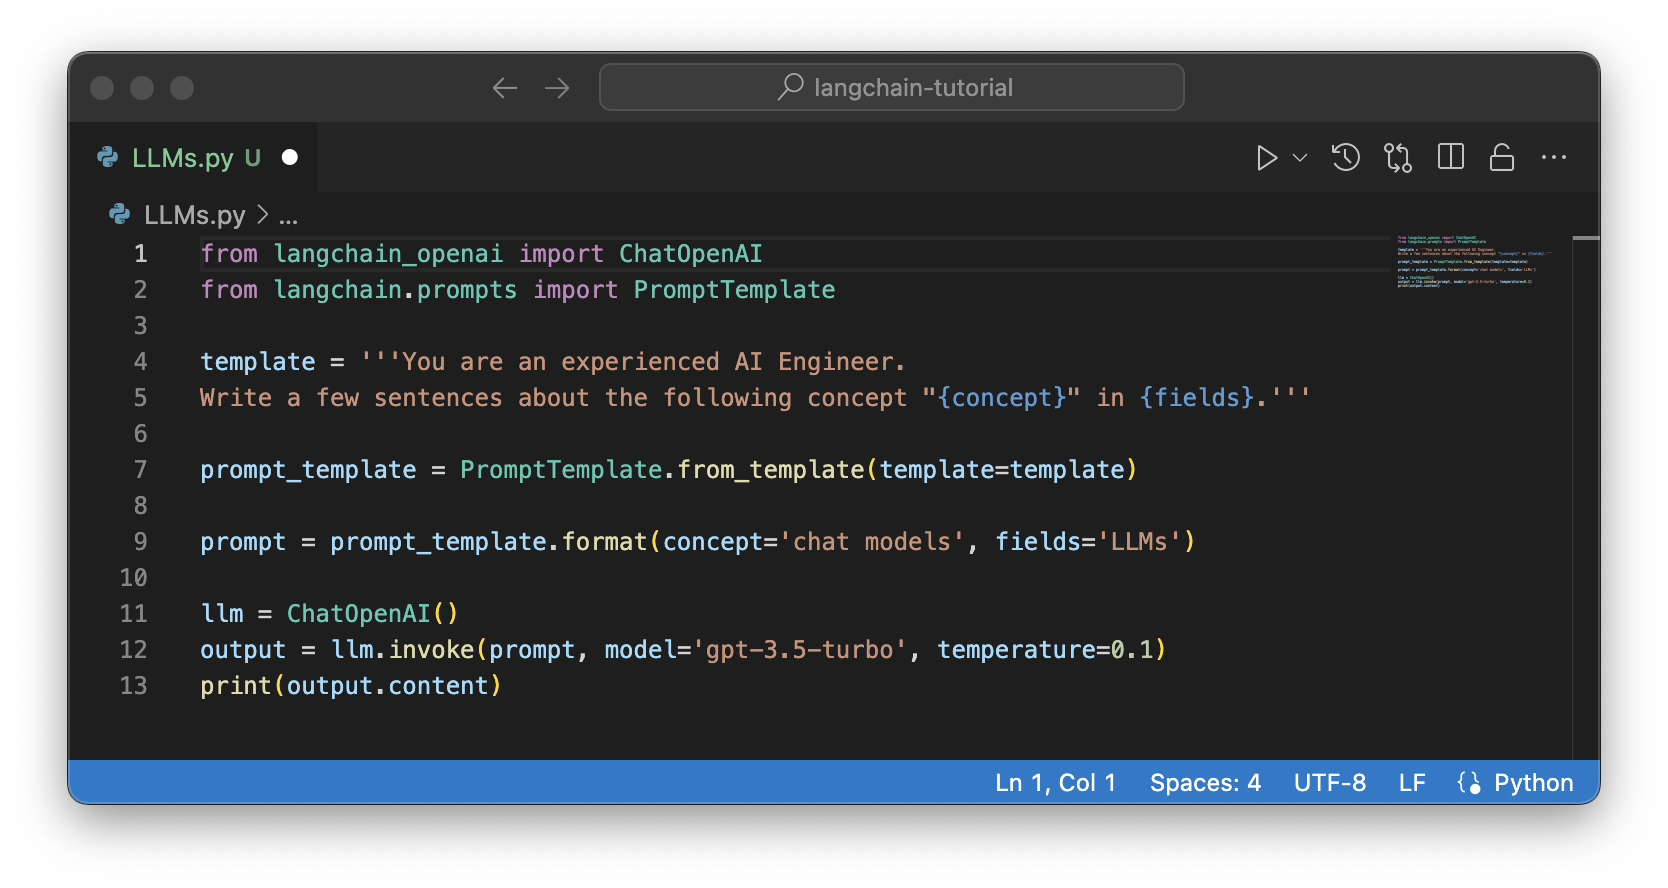 langchain-tutorial
LLMs.py U
LLMs.py > ...
1 from langchain_openai import ChatOpenAI
2 from langchain.prompts import PromptTemplate
3
4 template = '''You are an experienced AI Engineer.
5 Write a few sentences about the following concept "{concept}" in {fields}.'''
6
7 prompt_template = PromptTemplate.from_template(template=template)
8
9 prompt = prompt_template.format(concept='chat models', fields='LLMs')
10
11 llm = ChatOpenAI()
12 output = llm.invoke(prompt, model='gpt-3.5-turbo', temperature=0.1)
13 print(output.content)
Ln 1, Col 1 Spaces: 4 UTF-8 LF {} Python